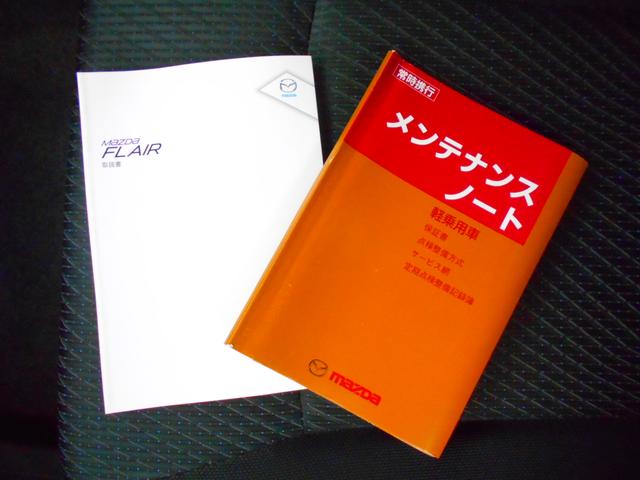 mazda
mazda
FLAIR
取扱書
常時携行
メンテナンス
ノート
軽乗用車
保証書
点検整備方式
サービス網
定期点検整備記録簿
mazda